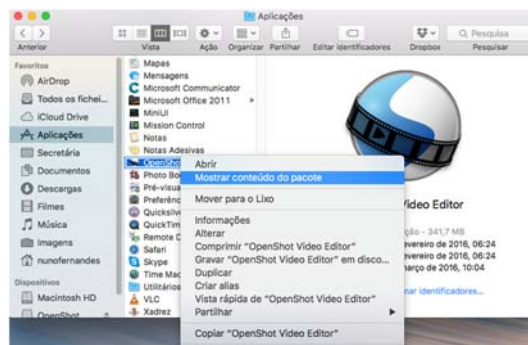 Aplicações
Anterior
Vista
Ação
Organizar
Partilhar
Editar identificadores
Dropbox
Pesquisa
Pesquisar
Favoritos
AirDrop
Todos os fichei...
iCloud Drive
Aplicações
Secretária
Documentos
Descargas
Filmes
Música
Imagens
nunofernandes
Dispositivos
Macintosh HD
OpenShot
Mapas
Mensagens
Microsoft Communicator
Microsoft Office 2011
MiniUI
Mission Control
Notas
Notas Adesivas
OpenShot
Photo Bo
Pré-visua
Preferênc
Quicksilv
QuickTim
Remote D
Safari
Skype
Time Mac
Utilitários
VLC
Xadrez
Abrir
Mostrar conteúdo do pacote
Mover para o Lixo
Informações
Alterar
Comprimir "OpenShot Video Editor"
Gravar "OpenShot Video Editor" em disco...
Duplicar
Criar alias
Vista rápida de "OpenShot Video Editor"
Partilhar
Copiar "OpenShot Video Editor"
Video Editor
ção - 341,7 MB
evereiro de 2016, 06:24
evereiro de 2016, 06:24
arço de 2016, 10:04
nar identificadores...